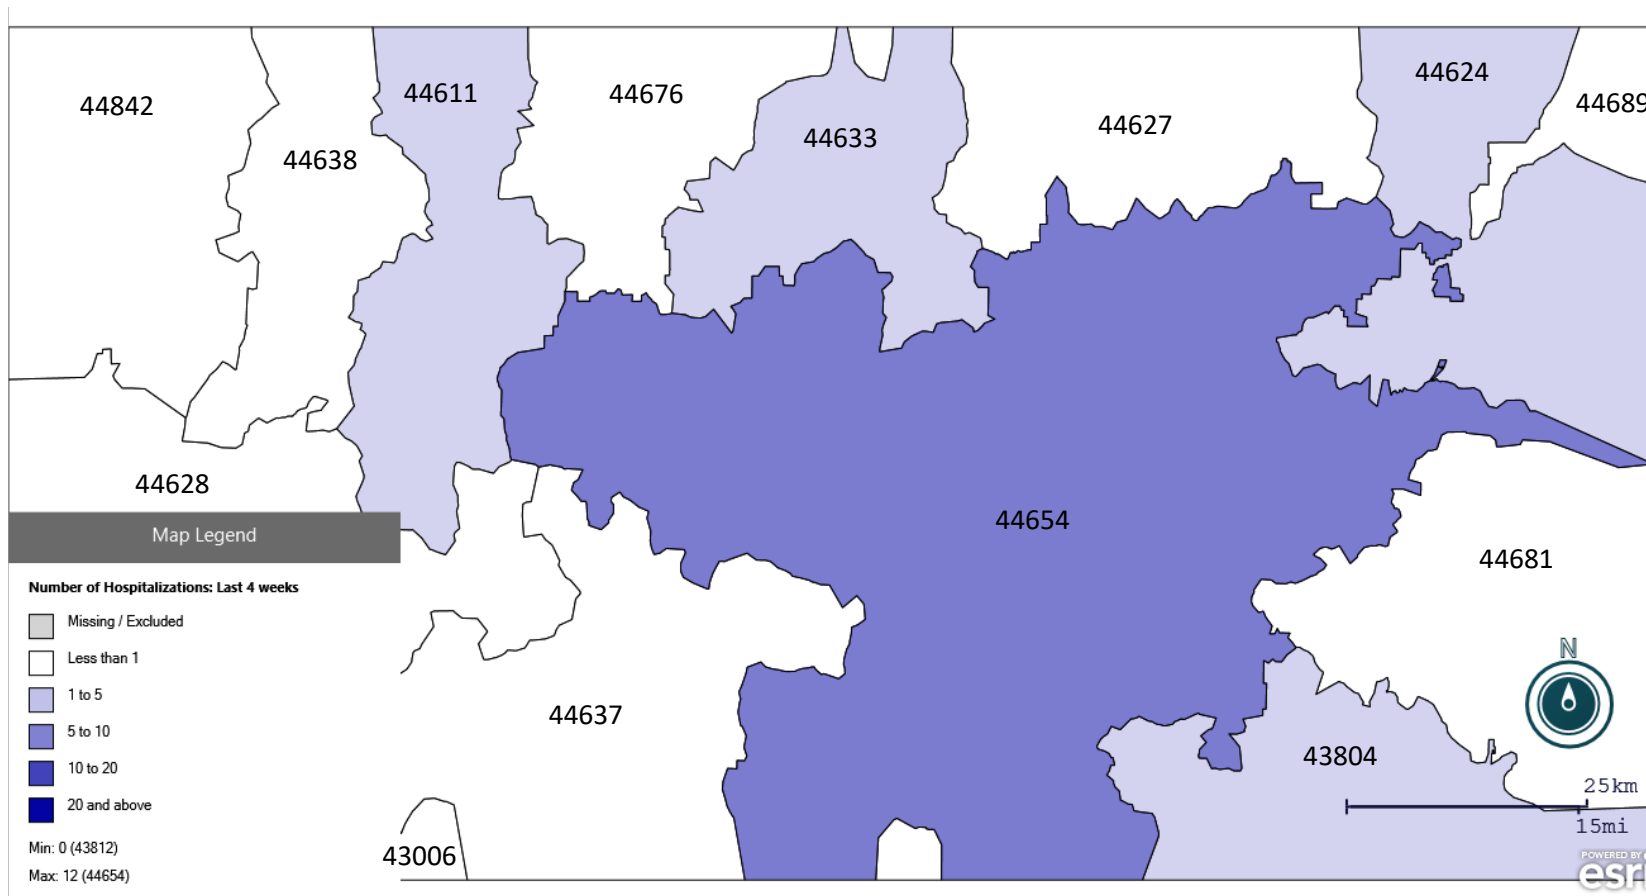 44624
44611
44676
44689
44842
44627
44633
44638
44628
44654
Map Legend
44681
Number of Hospitalizations: Last 4 weeks
Missing / Excluded
Less than 1
1 to 5
5 to 10
10 to 20
20 and above
Min: 0 (43812)
Max: 12 (44654)
N
44637
43804
25km
15mi
43006
POWERED BY
esri